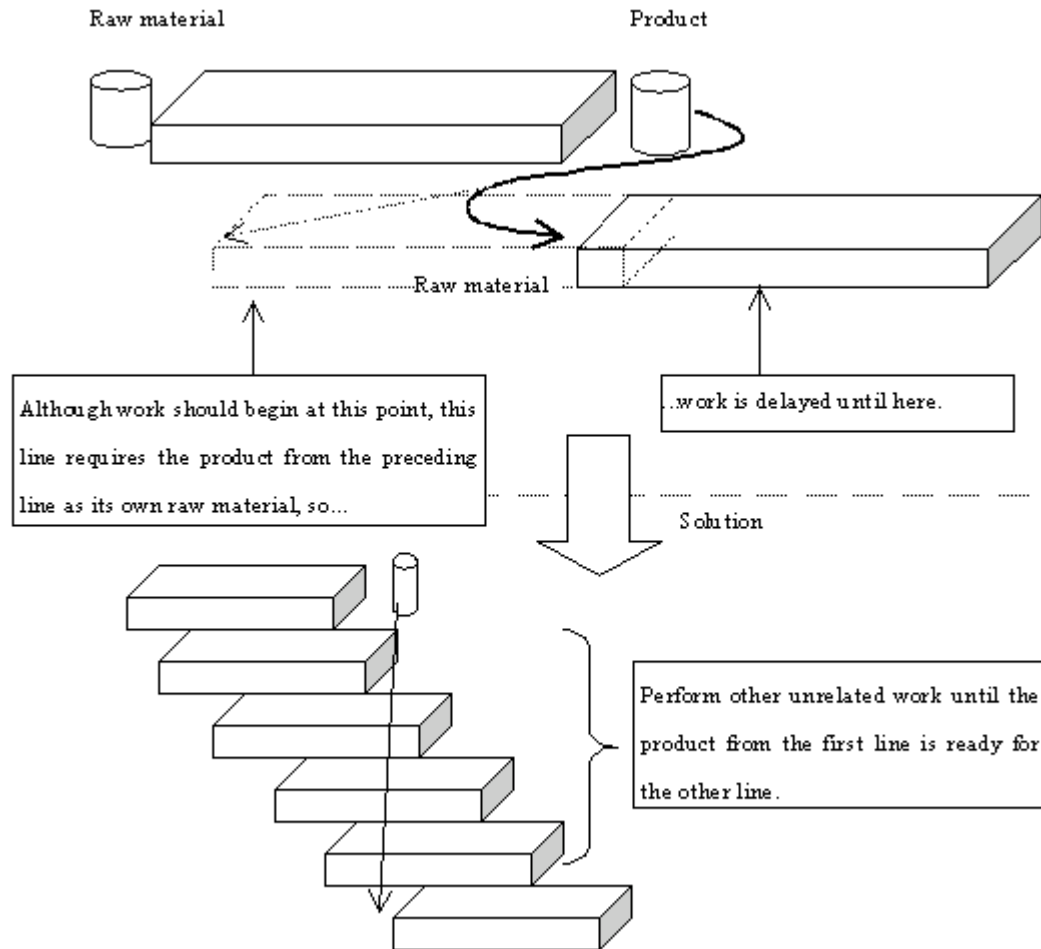 Raw material
Product
Raw material
Although work should begin at this point, this
line requires the product from the preceding
line as its own raw material, so...
...work is delayed until here.
Solution
Perform other unrelated work until the
product from the first line is ready for
the other line.